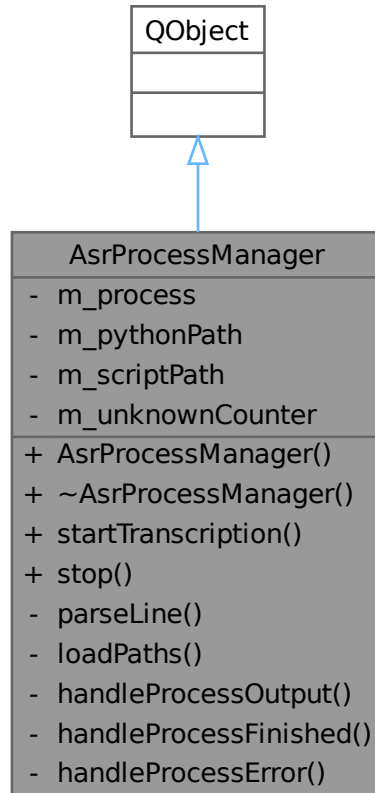 QObject
AsrProcessManager
- m_process
- m_pythonPath
- m_scriptPath
- m_unknownCounter
+ AsrProcessManager()
+ ~AsrProcessManager()
+ startTranscription()
+ stop()
- parseLine()
- loadPaths()
- handleProcessOutput()
- handleProcessFinished()
- handleProcessError()